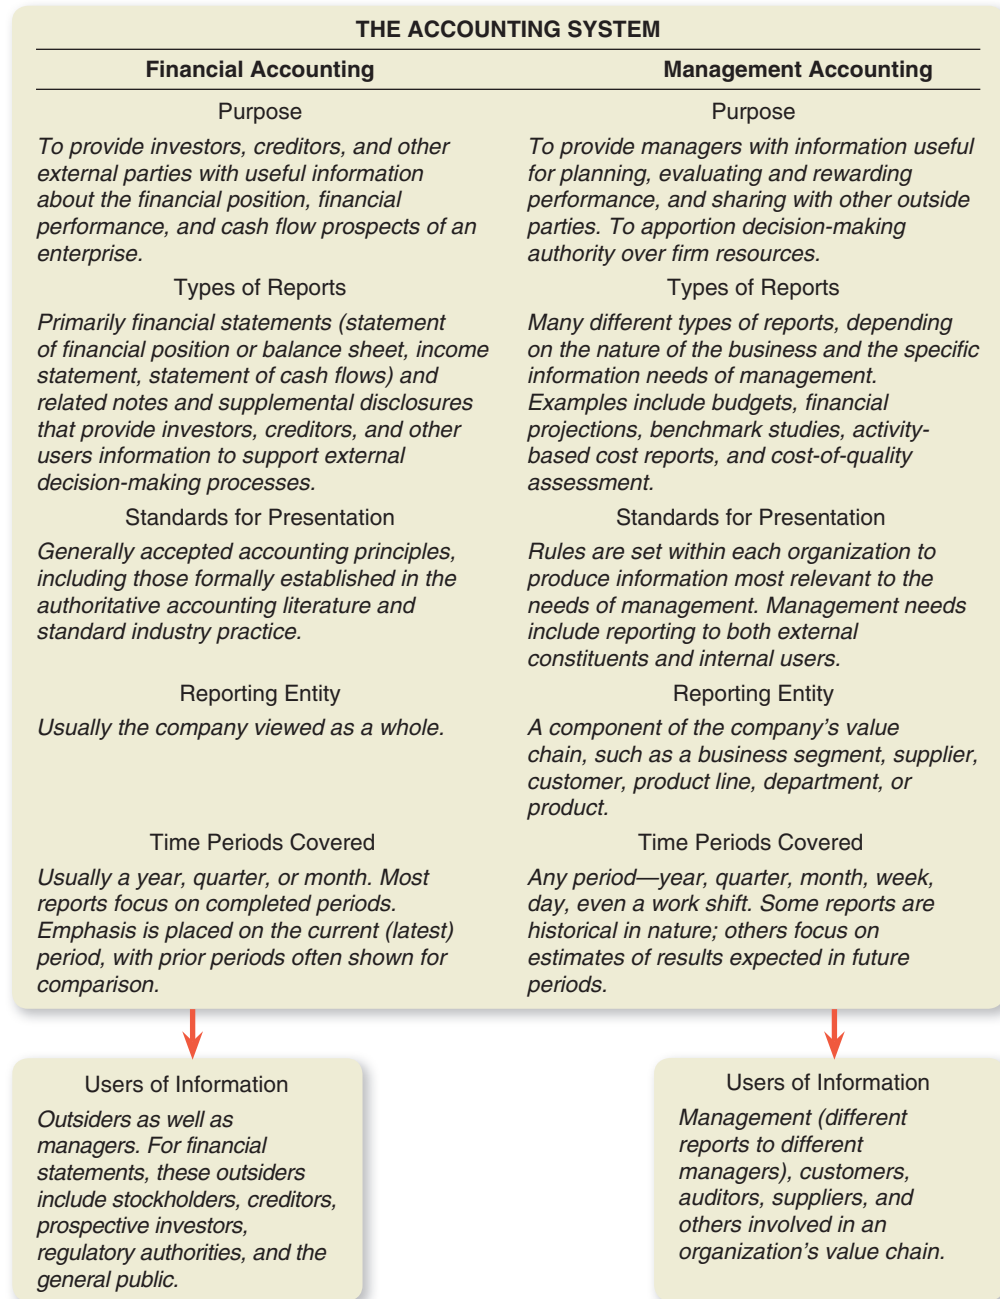 THE ACCOUNTING SYSTEM
Financial Accounting
Purpose
To provide investors, creditors, and other
external parties with useful information
about the financial position, financial
performance, and cash flow prospects of an
enterprise.
Types of Reports
Primarily financial statements (statement
of financial position or balance sheet, income
statement, statement of cash flows) and
related notes and supplemental disclosures
that provide investors, creditors, and other
users information to support external
decision-making processes.
Standards for Presentation
Generally accepted accounting principles,
including those formally established in the
authoritative accounting literature and
standard industry practice.
Reporting Entity
Usually the company viewed as a whole.
Time Periods Covered
Usually a year, quarter, or month. Most
reports focus on completed periods.
Emphasis is placed on the current (latest)
period, with prior periods often shown for
comparison.
Users of Information
Outsiders as well as
managers. For financial
statements, these outsiders
include stockholders, creditors,
prospective investors,
regulatory authorities, and the
general public.
Management Accounting
Purpose
To provide managers with information useful
for planning, evaluating and rewarding
performance, and sharing with other outside
parties. To apportion decision-making
authority over firm resources.
Types of Reports
Many different types of reports, depending
on the nature of the business and the specific
information needs of management.
Examples include budgets, financial
projections, benchmark studies, activity-
based cost reports, and cost-of-quality
assessment.
Standards for Presentation
Rules are set within each organization to
produce information most relevant to the
needs of management. Management needs
include reporting to both external
constituents and internal users.
Reporting Entity
A component of the company's value
chain, such as a business segment, supplier,
customer, product line, department, or
product.
Time Periods Covered
Any period—year, quarter, month, week,
day, even a work shift. Some reports are
historical in nature; others focus on
estimates of results expected in future
periods.
Users of Information
Management (different
reports to different
managers), customers,
auditors, suppliers, and
others involved in an
organization's value chain.